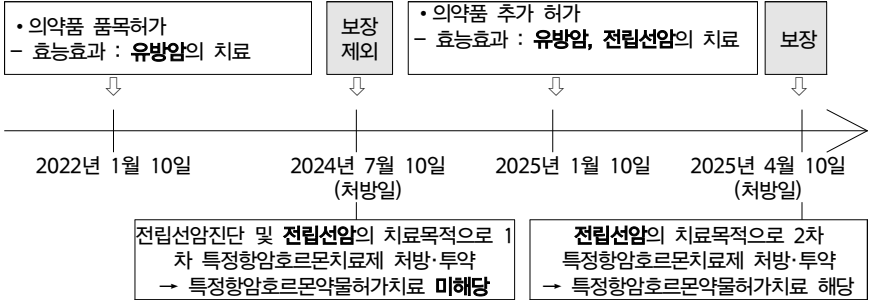 • 의약품 품목허가
- 효능효과 : 유방암의 치료
보장
제외
• 의약품 추가 허가
- 효능효과 : 유방암, 전립선암의 치료
보장
2022년 1월 10일
2024년 7월 10일
(처방일)
2025년 1월 10일
2025년 4월 10일
(처방일)
전립선암진단 및 전립선암의 치료목적으로 1
차 특정항암호르몬치료제 처방·투약
→ 특정항암호르몬약물허가치료 미해당
전립선암의 치료목적으로 2차
특정항암호르몬치료제 처방·투약
→ 특정항암호르몬약물허가치료 해당